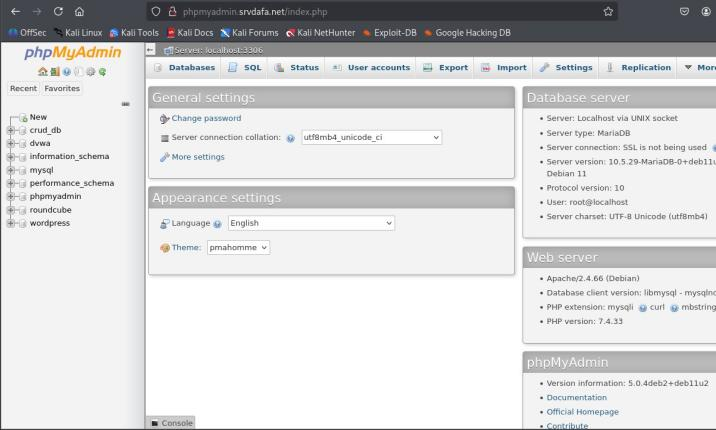 phpmyadmin.srvdafa.net/index.php
OffSec Kali Linux Kali Tools Kali Docs Kali Forums Kali NetHunter Exploit-DB Google Hacking DB
phpMyAdmin
Recent Favorites
New
crud_db
dvwa
information_schema
mysql
performance_schema
phpmyadmin
roundcube
wordpress
Server: localhost:3306
Databases SQL Status User accounts Export Import Settings Replication More
General settings
Change password
Server connection collation: utf8mb4_unicode_ci
More settings
Appearance settings
Language English
Theme: pmahomme
Database server
• Server: Localhost via UNIX socket
• Server type: MariaDB
• Server connection: SSL is not being used
• Server version: 10.5.29-MariaDB-0+deb11u
Debian 11
• Protocol version: 10
• User: root@localhost
• Server charset: UTF-8 Unicode (utf8mb4)
Web server
• Apache/2.4.66 (Debian)
• Database client version: libmysql - mysqlnd
• PHP extension: mysqli curl mbstring
• PHP version: 7.4.33
phpMyAdmin
• Version information: 5.0.4deb2+deb11u2
• Documentation
• Official Homepage
• Contribute
Console